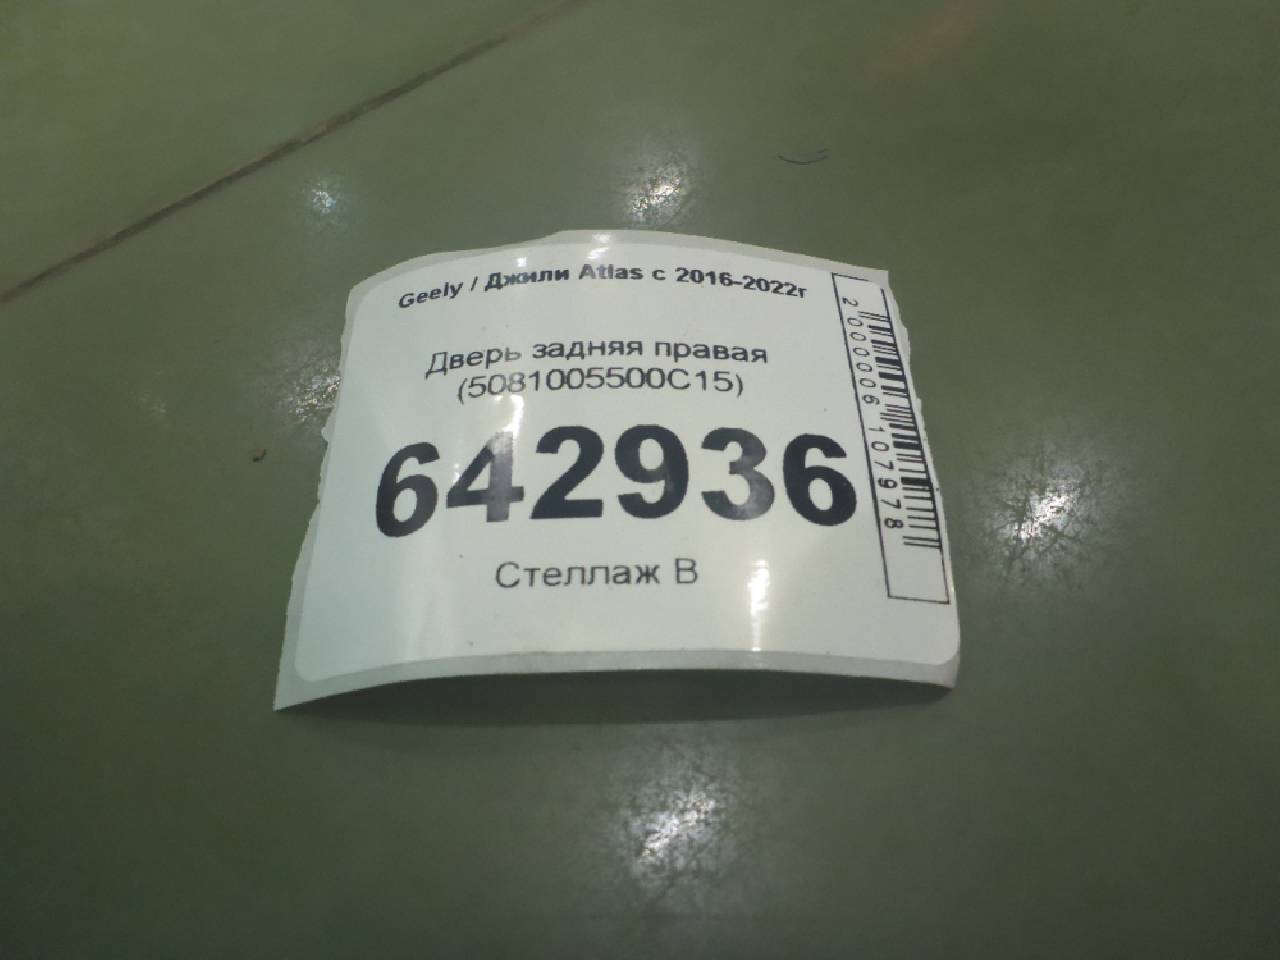 Geely / Джили Atlas с 2016-2022г
Дверь задняя правая
(5081005500C15)
642936
Стеллаж В
2000006107978